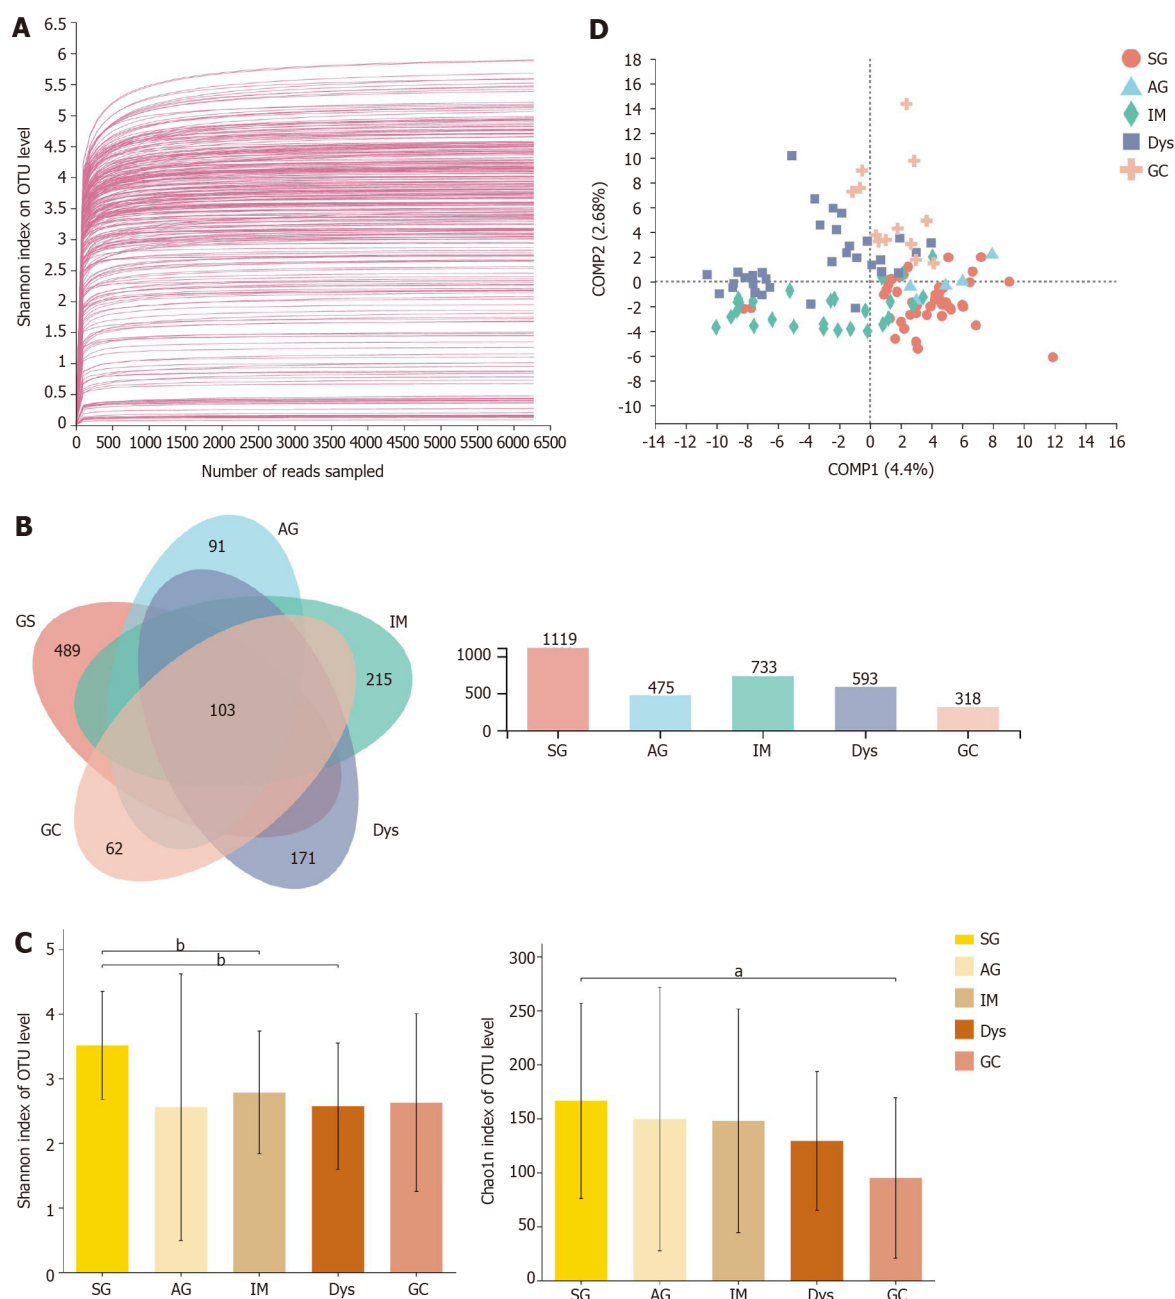 A
6.5
6
5.5
5
4.5
4
3.5
3
2.5
2
1.5
1
0.5
0
Shannon index on OTU level
0 500 1000 1500 2000 2500 3000 3500 4000 4500 5000 5500 6000 6500
Number of reads sampled
D
18
16
14
12
10
8
6
4
2
0
-2
-4
-6
-8
-10
COMP2 (2.68%)
-14 -12 -10 -8 -6 -4 -2 0 2 4 6 8 10 12 14 16
COMP1 (4.4%)
SG
AG
IM
Dys
GC
B
AG
91
GS
489
IM
215
103
GC
62
Dys
171
1000
500
0
1119
475
733
593
318
SG AG IM Dys GC
C
5
4
3
2
1
0
Shannon index of OTU level
b
b
SG AG IM Dys GC
300
250
200
150
100
50
0
Chao1n index of OTU level
a
SG AG IM Dys GC
SG
AG
IM
Dys
GC